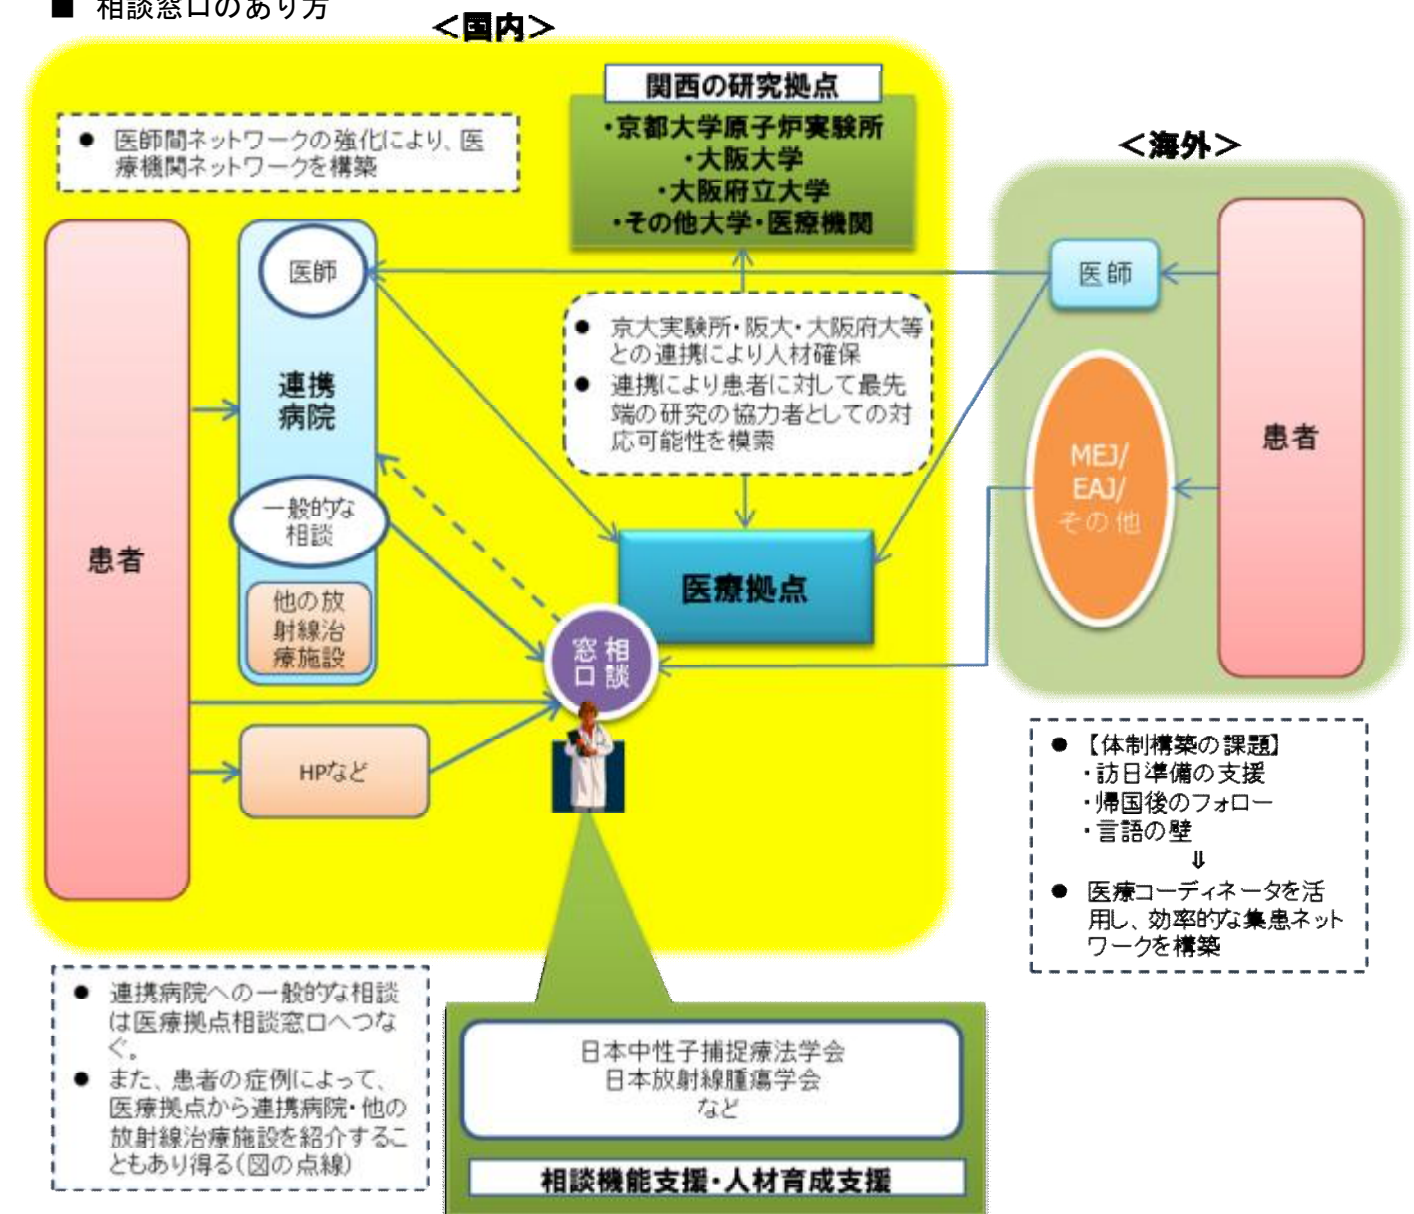 ■ 相談窓口のあり方
＜国内＞
関西の研究拠点
・京都大学原子炉実験所
・大阪大学
・大阪府立大学
・その他大学・医療機関
● 医師間ネットワークの強化により、医
療機関ネットワークを構築
＜海外＞
患者
医師
連携
病院
一般的な
相談
他の放
射線治
療施設
HPなど
● 京大実験所・阪大・大阪府大等
との連携により人材確保
● 連携により患者に対して最先
端の研究の協力者としての対
応可能性を模索
医療拠点
相談
窓口
医師
MEJ/
EAJ/
その他
患者
● 【体制構築の課題】
・訪日準備の支援
・帰国後のフォロー
・言語の壁
⇓
● 医療コーディネータを活
用し、効率的な集患ネット
ワークを構築
● 連携病院への一般的な相談
は医療拠点相談窓口へつな
ぐ。
● また、患者の症例によって、
医療拠点から連携病院・他の
放射線治療施設を紹介するこ
ともあり得る(図の点線)
日本中性子捕捉療法学会
日本放射線腫瘍学会
など
相談機能支援・人材育成支援